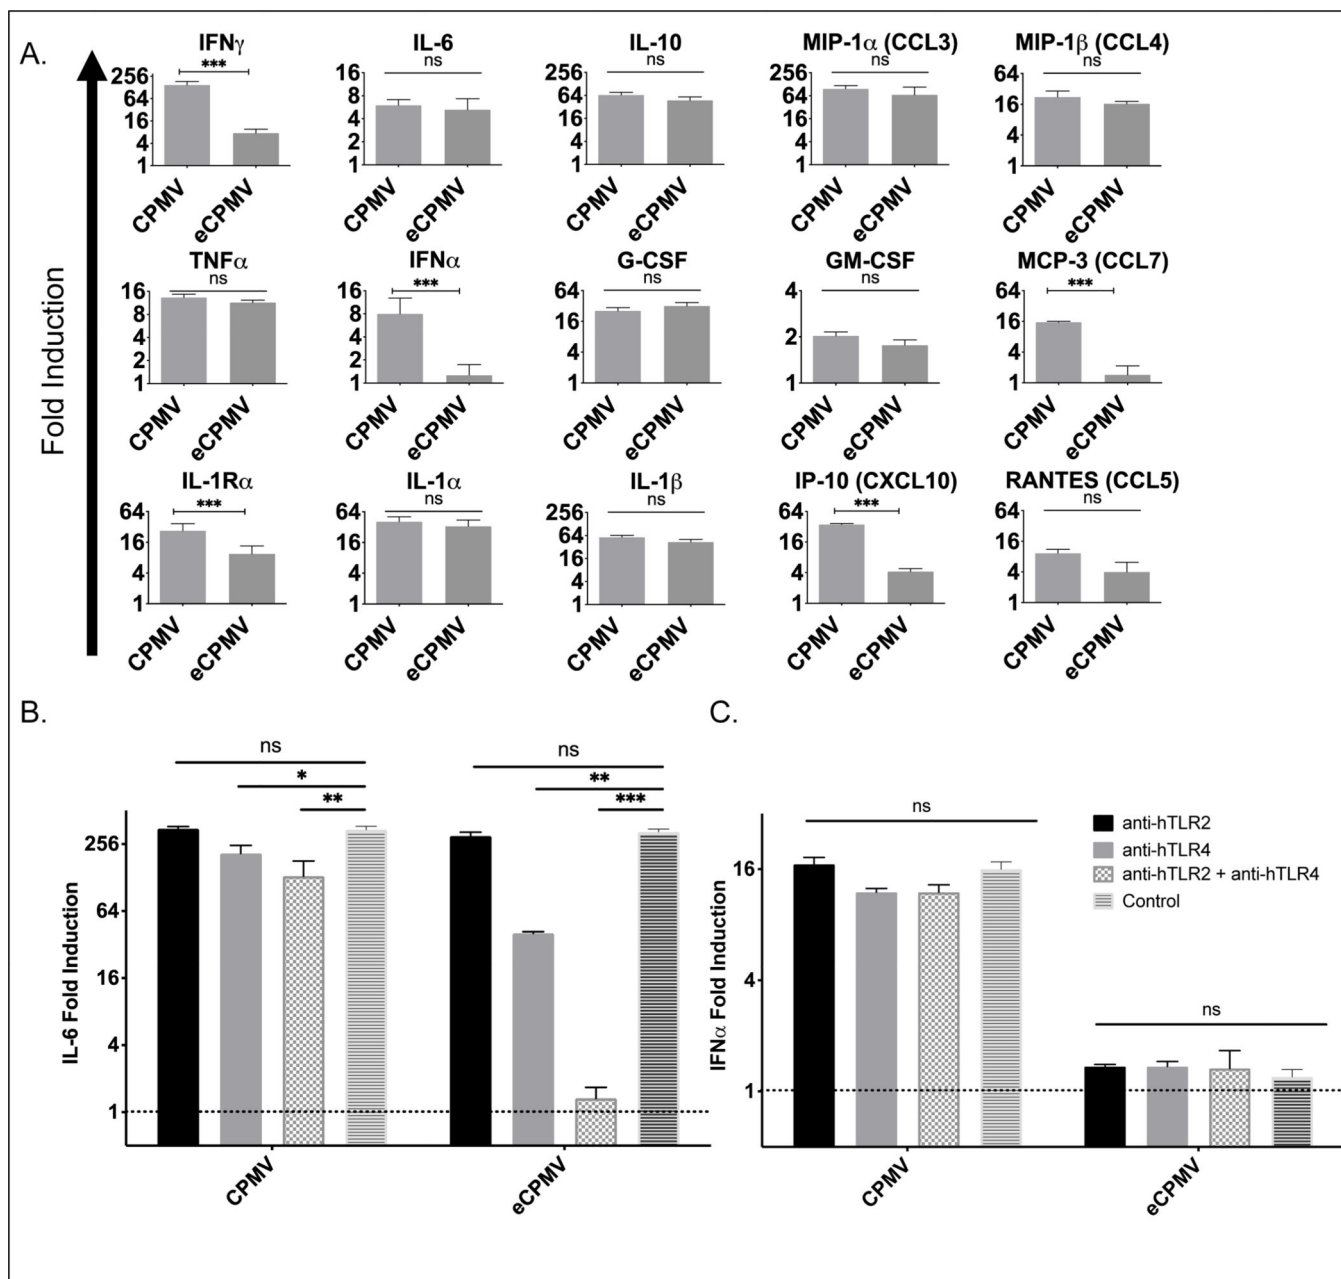 A.
Fold Induction
IFNγ
***
256
64
16
4
1
CPMV
eCPMV
IL-6
ns
16
8
4
2
1
CPMV
eCPMV
IL-10
ns
256
64
16
4
1
CPMV
eCPMV
MIP-1α (CCL3)
ns
256
64
16
4
1
CPMV
eCPMV
MIP-1β (CCL4)
ns
64
16
4
1
CPMV
eCPMV
TNFα
ns
16
8
4
2
1
CPMV
eCPMV
IFNα
***
16
8
4
2
1
CPMV
eCPMV
G-CSF
ns
64
16
4
1
CPMV
eCPMV
GM-CSF
ns
4
2
1
CPMV
eCPMV
MCP-3 (CCL7)
***
64
16
4
1
CPMV
eCPMV
IL-1Rα
***
64
16
4
1
CPMV
eCPMV
IL-1α
ns
64
16
4
1
CPMV
eCPMV
IL-1β
ns
256
64
16
4
1
CPMV
eCPMV
IP-10 (CXCL10)
***
64
16
4
1
CPMV
eCPMV
RANTES (CCL5)
ns
64
16
4
1
CPMV
eCPMV
B.
IL-6 Fold Induction
256
64
16
4
1
ns
*
**
ns
**
***
CPMV
eCPMV
C.
IFNα Fold Induction
16
4
1
ns
ns
CPMV
eCPMV
anti-hTLR2
anti-hTLR4
anti-hTLR2 + anti-hTLR4
Control